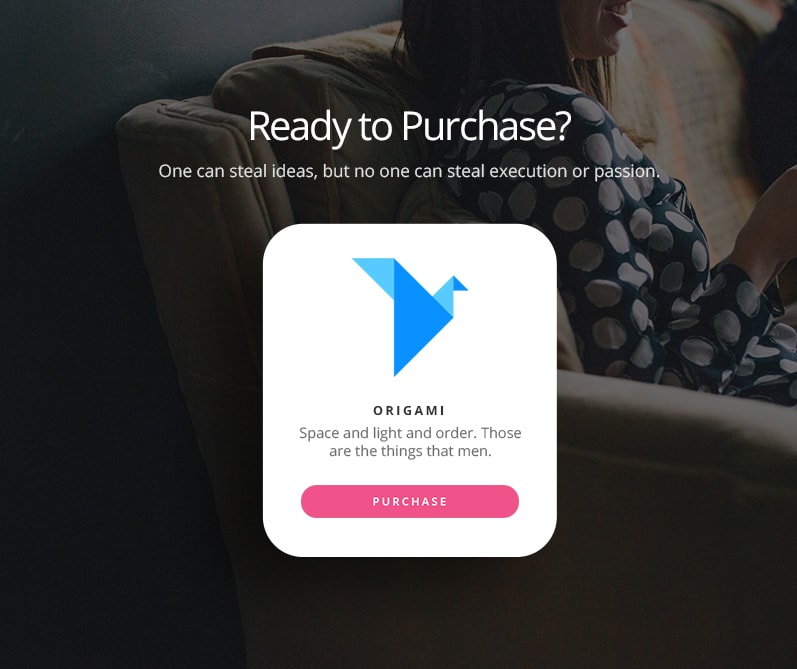 Ready to Purchase?
One can steal ideas, but no one can steal execution or passion.
ORIGAMI
Space and light and order. Those
are the things that men.
PURCHASE